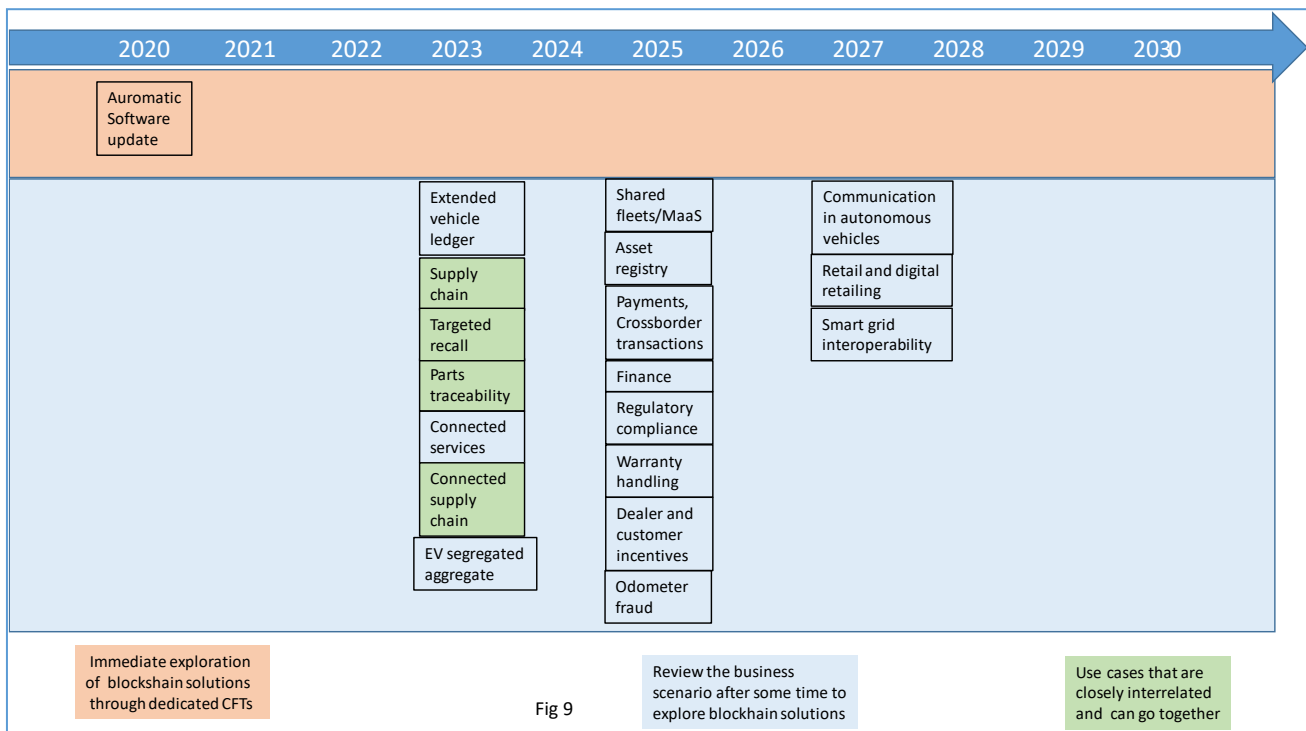 2020 2021 2022 2023 2024 2025 2026 2027 2028 2029 2030
Auromatic
Software
update
Extended
vehicle
ledger
Supply
chain
Targeted
recall
Parts
traceability
Connected
services
Connected
supply
chain
EV segregated
aggregate
Shared
fleets/MaaS
Asset
registry
Payments,
Crossborder
transactions
Finance
Regulatory
compliance
Warranty
handling
Dealer and
customer
incentives
Odometer
fraud
Communication
in autonomous
vehicles
Retail and digital
retailing
Smart grid
interoperability
Immediate exploration
of blockshain solutions
through dedicated CFTs
Fig 9
Review the business
scenario after some time to
explore blockhain solutions
Use cases that are
closely interrelated
and can go together